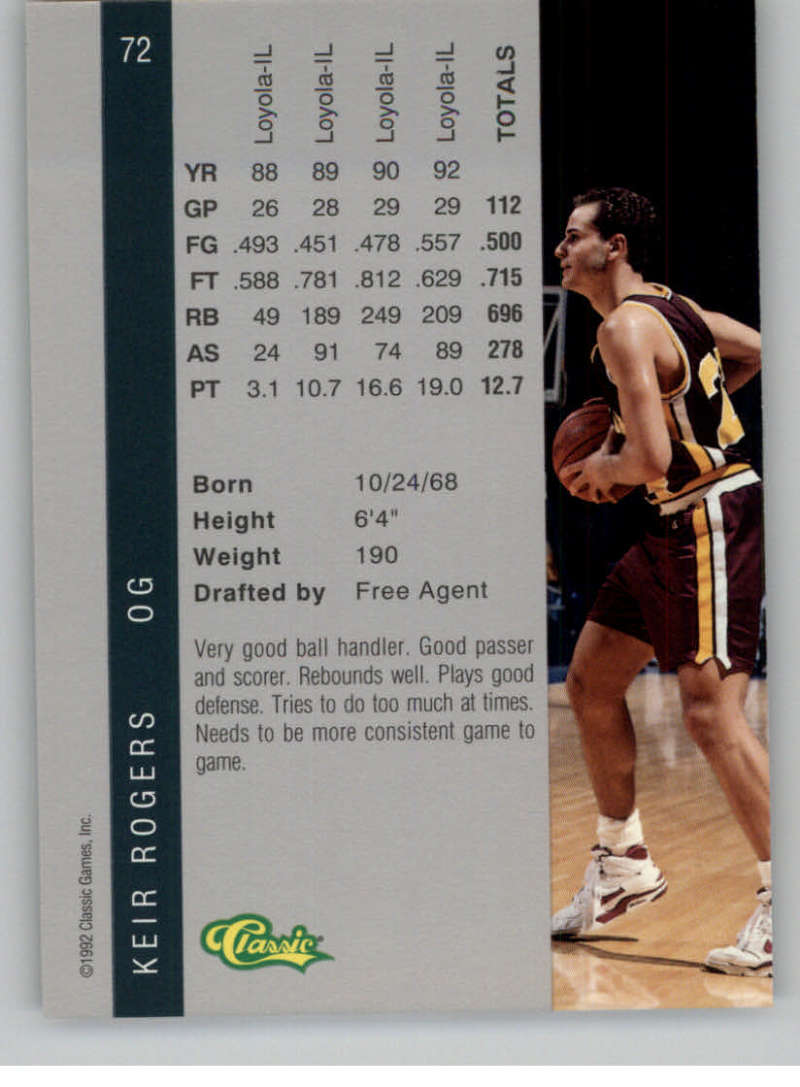 72
Loyola-IL Loyola-IL Loyola-IL Loyola-IL TOTALS
YR 88 89 90 92
GP 26 28 29 29 112
FG .493 .451 .478 .557 .500
FT .588 .781 .812 .629 .715
RB 49 189 249 209 696
AS 24 91 74 89 278
PT 3.1 10.7 16.6 19.0 12.7
Born 10/24/68
Height 6'4"
Weight 190
Drafted by Free Agent
Very good ball handler. Good passer
and scorer. Rebounds well. Plays good
defense. Tries to do too much at times.
Needs to be more consistent game to
game.
KEIR ROGERS OG
©1992 Classic Games, Inc.
Classic